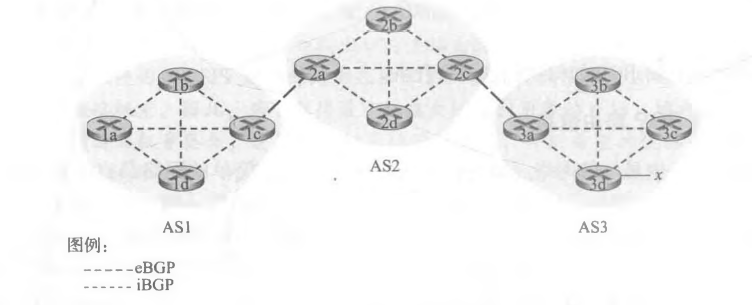 2b
2a
2c
2d
1b
1a
1c
1d
3b
3a
3c
3d
x
AS2
AS1
AS3
图例：
eBGP
iBGP